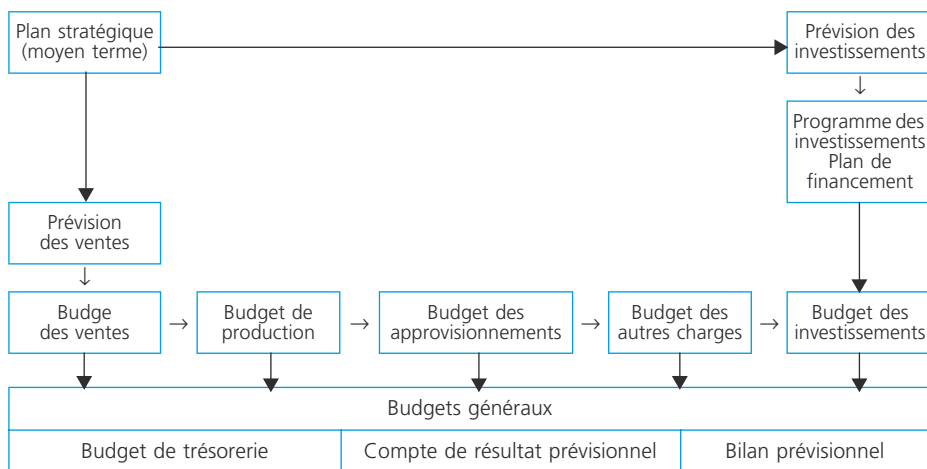 Plan stratégique
(moyen terme)
Prévision des
investissements
↓
Programme des
investissements
Plan de
financement
Prévision
des ventes
↓
Budge
des ventes
→
Budget de
production
→
Budget des
approvisionnements
→
Budget des
autres charges
→
Budget des
investissements
Budgets généraux
Budget de trésorerie
Compte de résultat prévisionnel
Bilan prévisionnel